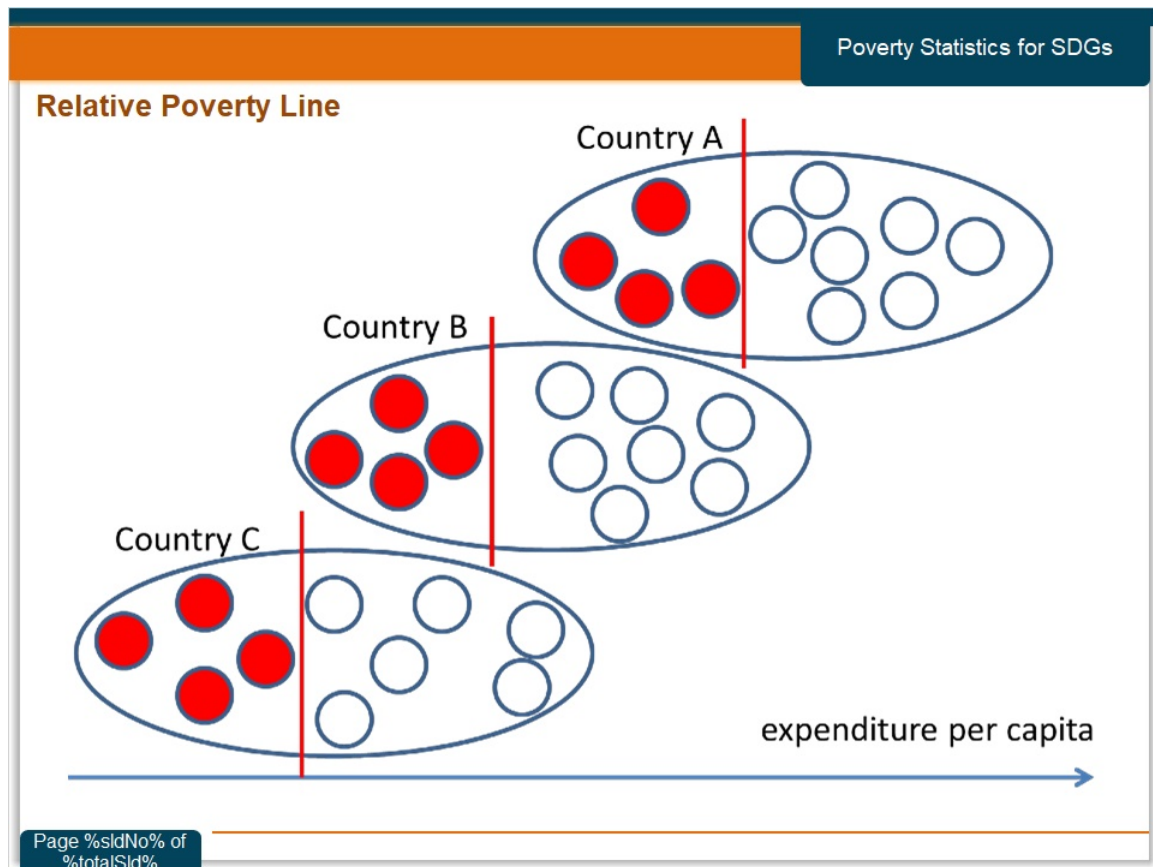 Poverty Statistics for SDGs
Relative Poverty Line
Country A
Country B
Country C
expenditure per capita
Page %sldNo% of
%totalSld%